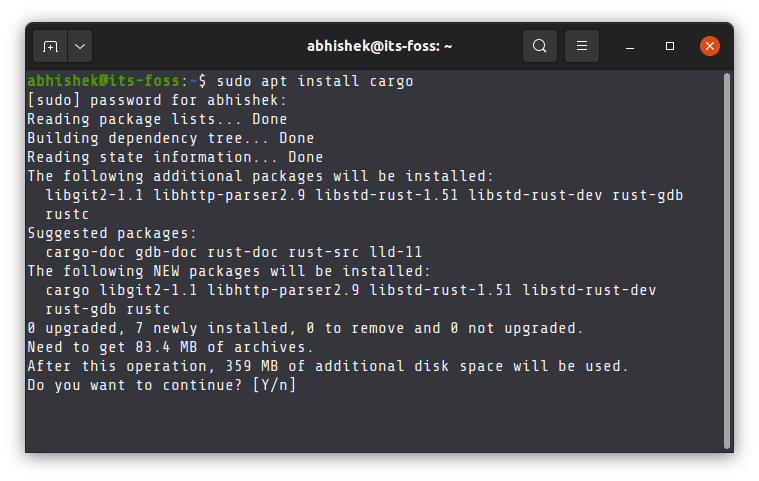 abhishek@its-foss: ~
abhishek@its-foss:~$ sudo apt install cargo
[sudo] password for abhishek:
Reading package lists... Done
Building dependency tree... Done
Reading state information... Done
The following additional packages will be installed:
  libgit2-1.1 libhttp-parser2.9 libstd-rust-1.51 libstd-rust-dev rust-gdb
  rustc
Suggested packages:
  cargo-doc gdb-doc rust-doc rust-src lld-11
The following NEW packages will be installed:
  cargo libgit2-1.1 libhttp-parser2.9 libstd-rust-1.51 libstd-rust-dev
  rust-gdb rustc
0 upgraded, 7 newly installed, 0 to remove and 0 not upgraded.
Need to get 83.4 MB of archives.
After this operation, 359 MB of additional disk space will be used.
Do you want to continue? [Y/n]